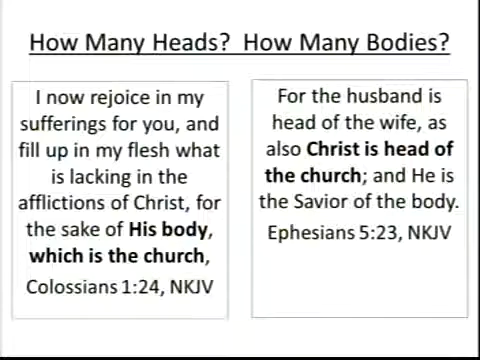 How Many Heads?  How Many Bodies?
I now rejoice in my
sufferings for you, and
fill up in my flesh what
is lacking in the
afflictions of Christ, for
the sake of His body,
which is the church,
Colossians 1:24, NKJV
For the husband is
head of the wife, as
also Christ is head of
the church; and He is
the Savior of the body.
Ephesians 5:23, NKJV